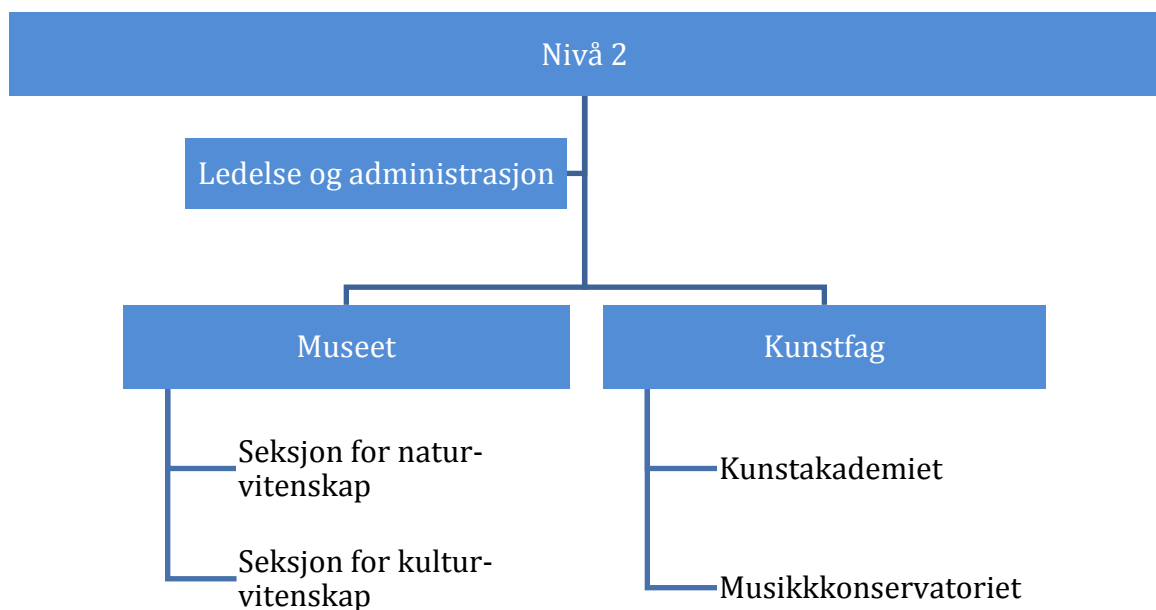 Nivå 2
Ledelse og administrasjon
Museet
Kunstfag
Seksjon for natur-
vitenskap
Kunstakademiet
Seksjon for kultur-
vitenskap
Musikkkonservatoriet